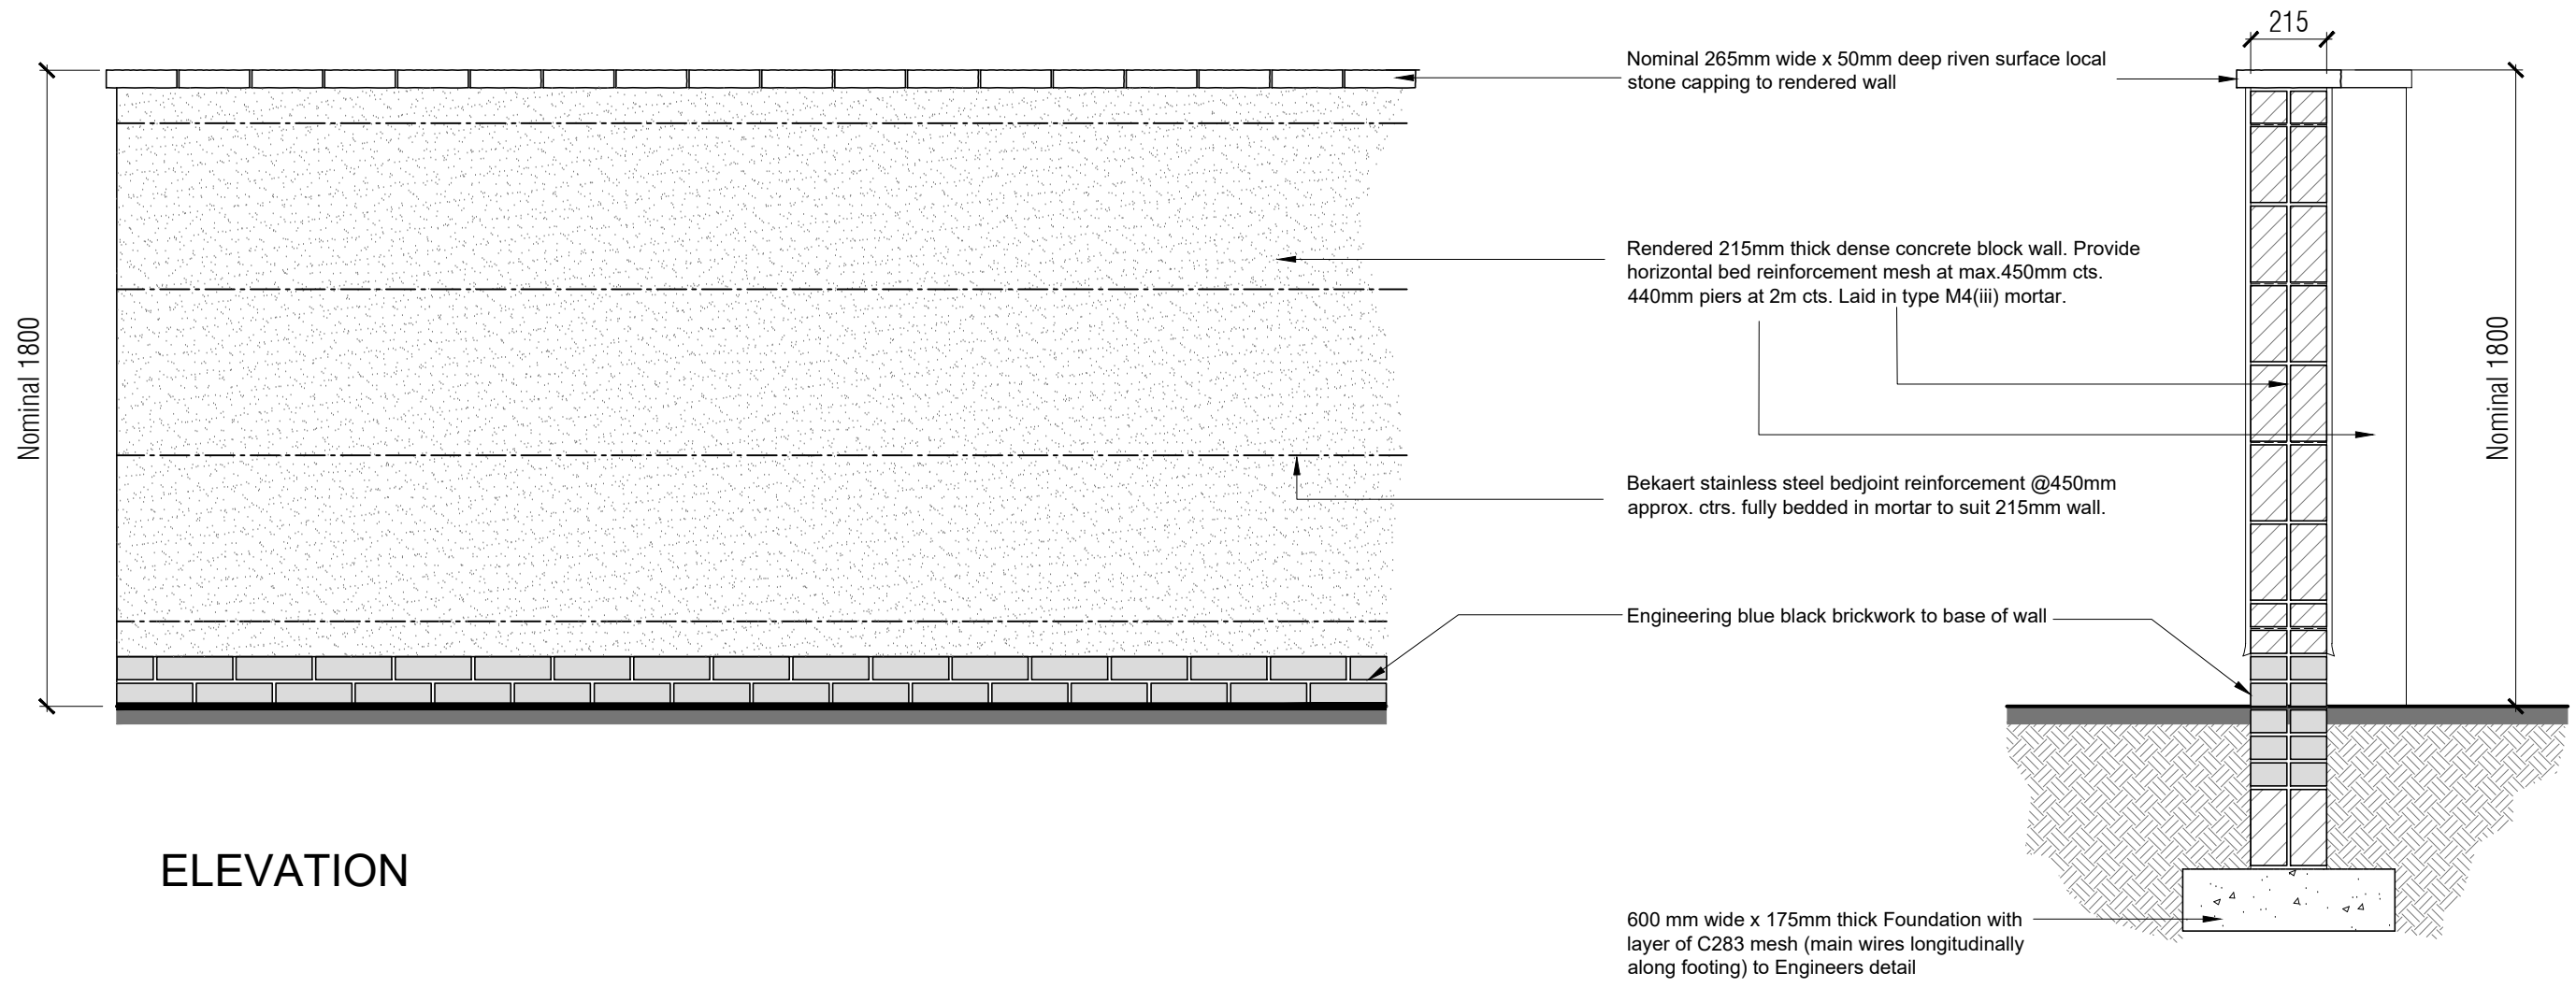 215
Nominal 265mm wide x 50mm deep riven surface local
stone capping to rendered wall
Rendered 215mm thick dense concrete block wall. Provide
horizontal bed reinforcement mesh at max.450mm cts.
440mm piers at 2m cts. Laid in type M4(iii) mortar.
Nominal 1800
Nominal 1800
Bekaert stainless steel bedjoint reinforcement @450mm
approx. ctrs. fully bedded in mortar to suit 215mm wall.
Engineering blue black brickwork to base of wall
ELEVATION
600 mm wide x 175mm thick Foundation with
layer of C283 mesh (main wires longitudinally
along footing) to Engineers detail